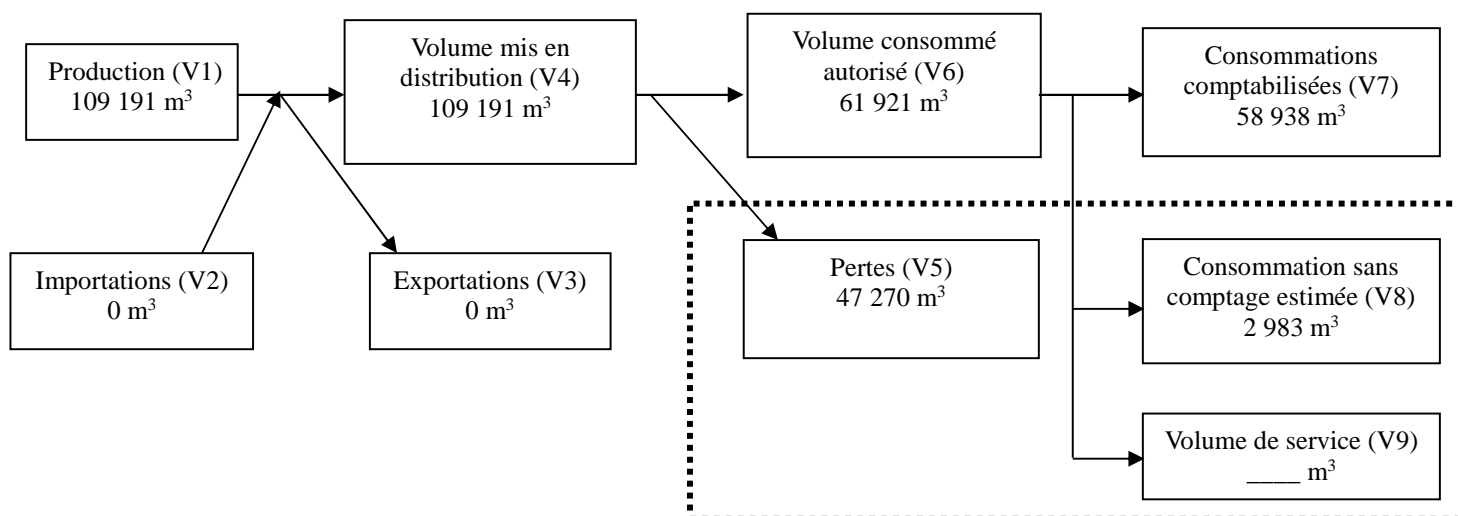 Production (V1)
109 191 m³
Volume mis en
distribution (V4)
109 191 m³
Volume consommé
autorisé (V6)
61 921 m³
Consommations
comptabilisées (V7)
58 938 m³
Importations (V2)
0 m³
Exportations (V3)
0 m³
Pertes (V5)
47 270 m³
Consommation sans
comptage estimée (V8)
2 983 m³
Volume de service (V9)
____ m³